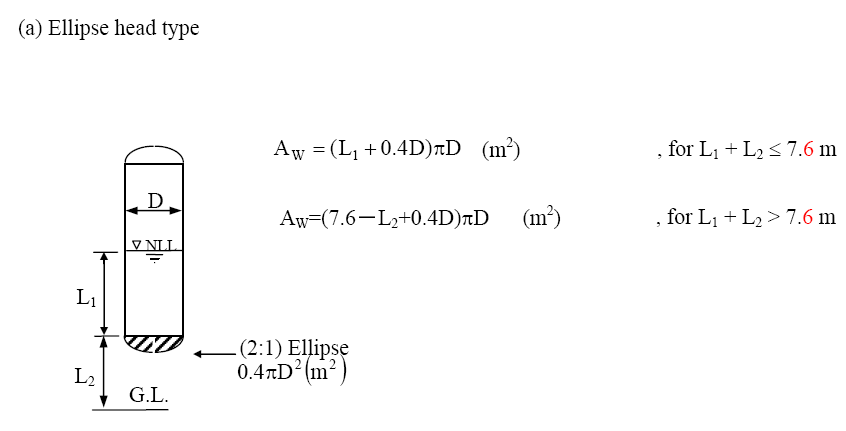 (a) Ellipse head type
A_W = (L₁ + 0.4D)πD (m²) , for L₁ + L₂ ≤ 7.6 m
D
A_W=(7.6−L₂+0.4D)πD (m²) , for L₁ + L₂ > 7.6 m
▽ NLL
L₁
(2:1) Ellipse
0.4πD²(m²)
L₂
G.L.